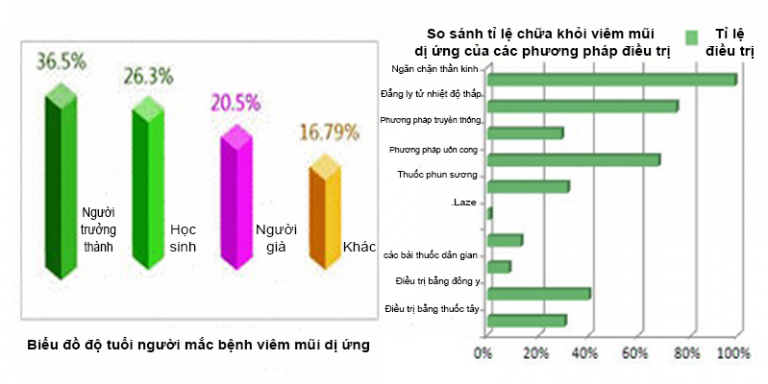 36.5%
26.3%
20.5%
16.79%
Người
trưởng
thành
Học
sinh
Người
già
Khác
Biểu đồ độ tuổi người mắc bệnh viêm mũi dị ứng
So sánh tỉ lệ chữa khỏi viêm mũi
dị ứng của các phương pháp điều trị
Tỉ lệ
điều trị
Ngăn chặn thần kinh
Đẳng ly tử nhiệt độ thấp
Phương pháp truyền thống
Phương pháp uốn cong
Thuốc phun sương
.Laze
các bài thuốc dân gian
Điều trị bằng đông y
Điều trị bằng thuốc tây
0%
20%
40%
60%
80%
100%